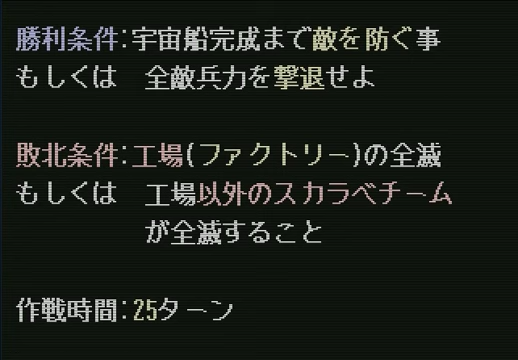 勝利条件:宇宙船完成まで敵を防ぐ事
もしくは　全敵兵力を撃退せよ
敗北条件:工場(ファクトリー)の全滅
もしくは　工場以外のスカラベチーム
が全滅すること
作戦時間:25ターン